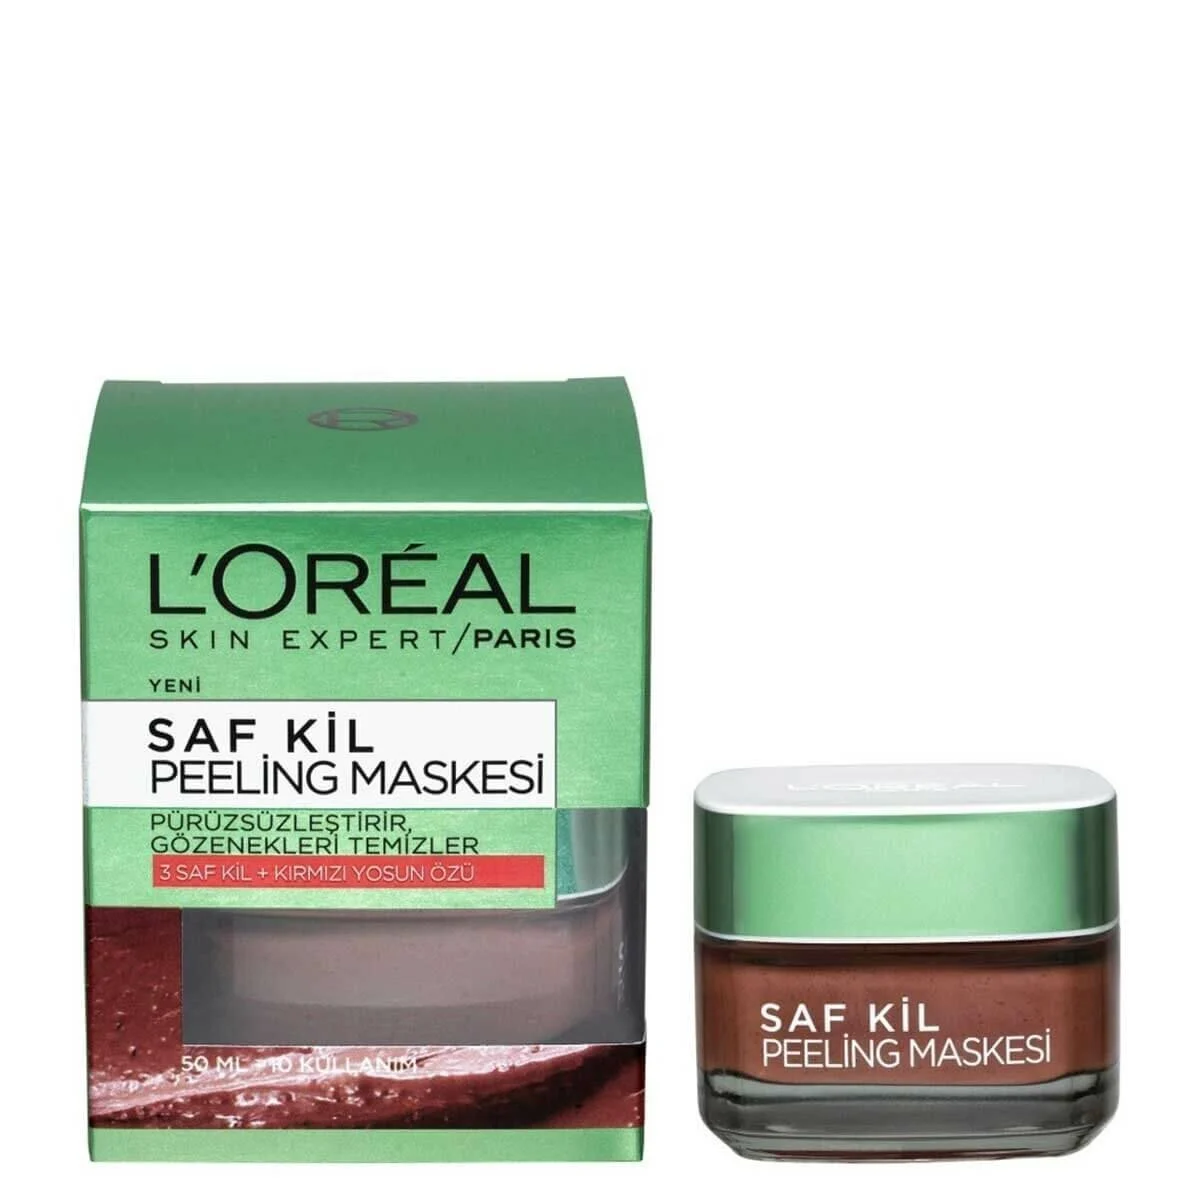 L'ORÉAL
SKIN EXPERT/PARIS
YENİ
SAF KİL
PEELİNG MASKESİ
PÜRÜZSÜZLEŞTİRİR,
GÖZENEKLERİ TEMİZLER
3 SAF KİL + KIRMIZI YOSUN ÖZÜ
50 ML - 10 KULLANIM
L'ORÉAL
SAF KİL
PEELİNG MASKESİ